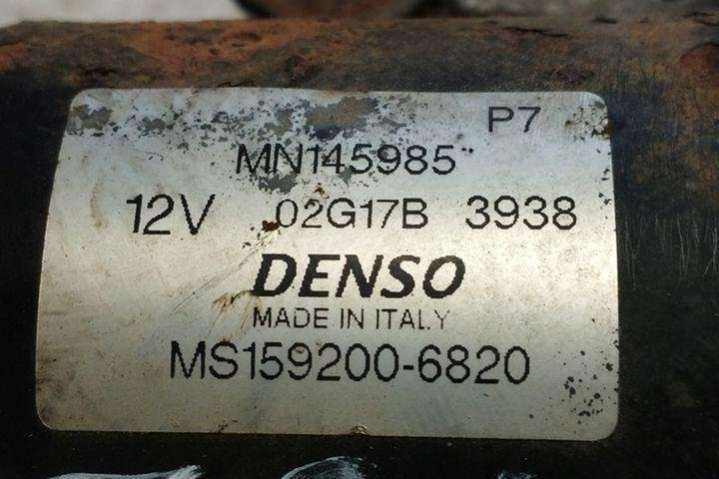 P7
MN145985
12V 02G17B 3938
DENSO
MADE IN ITALY
MS159200-6820